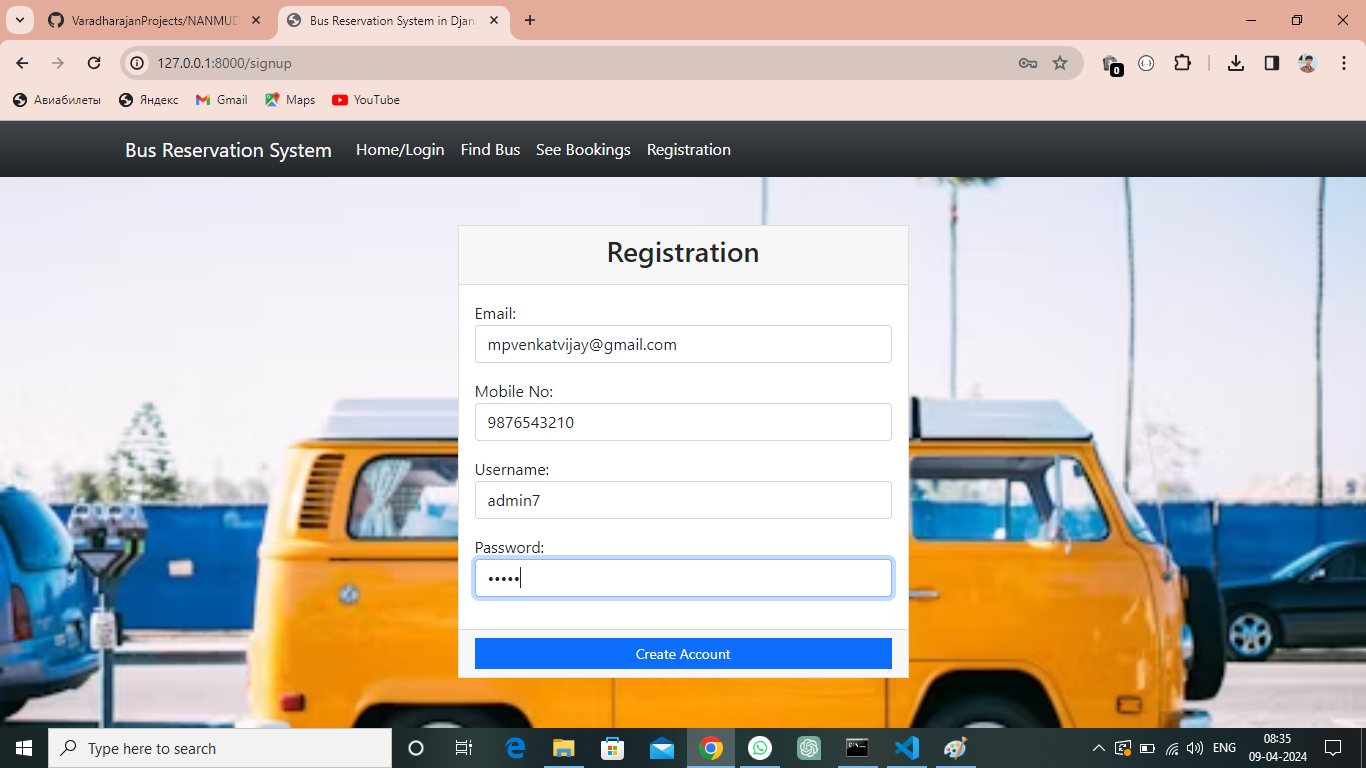 VaradharajanProjects/NANMUD
Bus Reservation System in Djan
127.0.0.1:8000/signup
0
Авиабилеты
Яндекс
Gmail
Maps
YouTube
Bus Reservation System
Home/Login
Find Bus
See Bookings
Registration
Registration
Email:
mpvenkatvijay@gmail.com
Mobile No:
9876543210
Username:
admin7
Password:
•••••
Create Account
Type here to search
ENG
08:35
09-04-2024